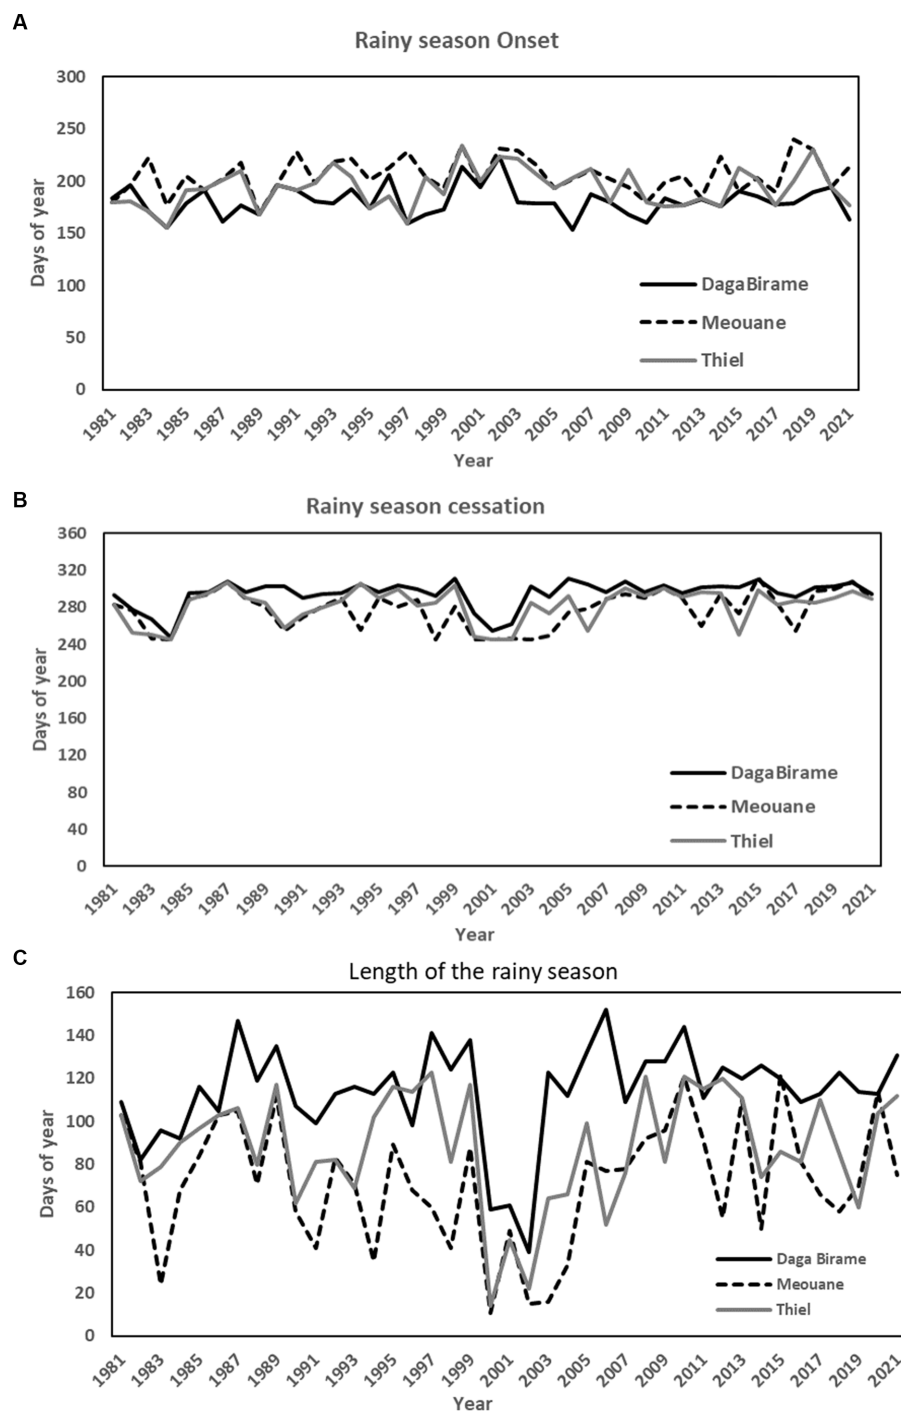 A
Rainy season Onset
300
250
200
150
100
50
0
Days of year
DagaBirame
Meouane
Thiel
1981 1983 1985 1987 1989 1991 1993 1995 1997 1999 2001 2003 2005 2007 2009 2011 2013 2015 2017 2019 2021
Year
B
Rainy season cessation
360
320
280
240
200
160
120
80
40
0
Days of year
DagaBirame
Meouane
Thiel
1981 1983 1985 1987 1989 1991 1993 1995 1997 1999 2001 2003 2005 2007 2009 2011 2013 2015 2017 2019 2021
Year
C
Length of the rainy season
160
140
120
100
80
60
40
20
0
Days of year
Daga Birame
Meouane
Thiel
1981 1983 1985 1987 1989 1991 1993 1995 1997 1999 2001 2003 2005 2007 2009 2011 2013 2015 2017 2019 2021
Year